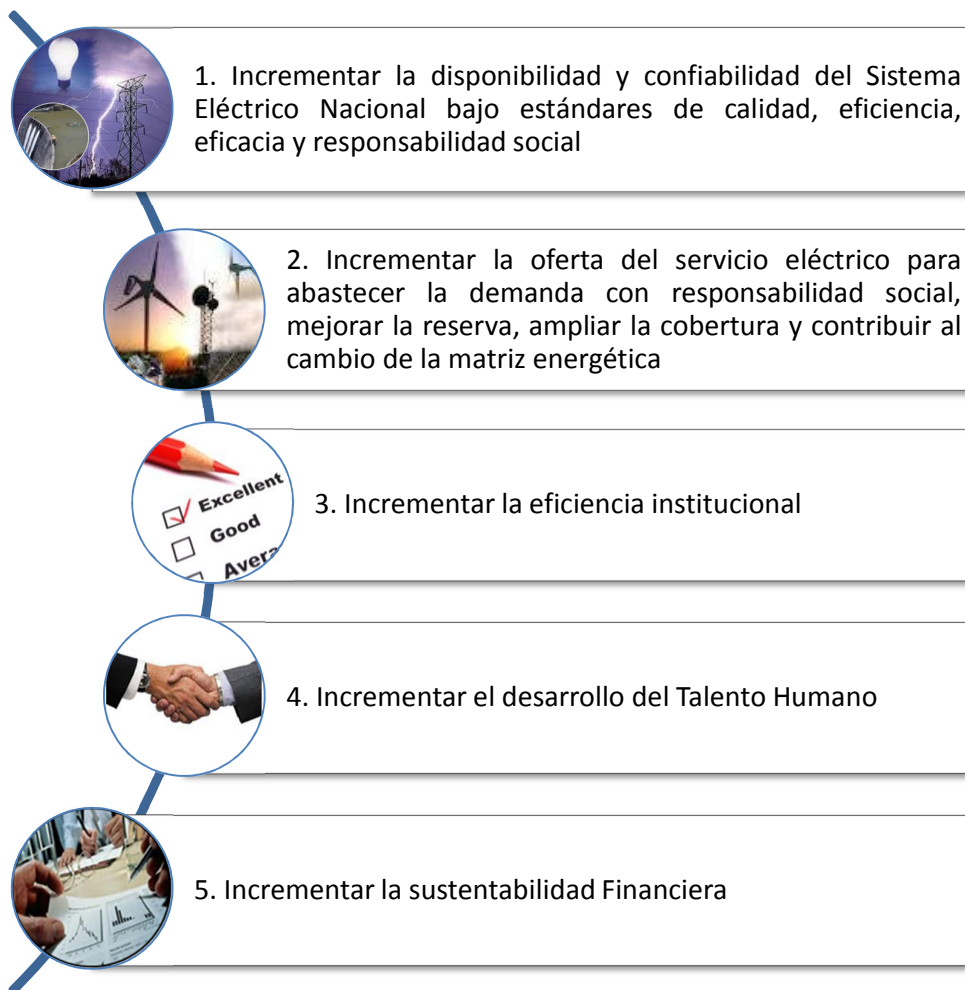 1. Incrementar la disponibilidad y confiabilidad del Sistema
Eléctrico Nacional bajo estándares de calidad, eficiencia,
eficacia y responsabilidad social
2. Incrementar la oferta del servicio eléctrico para
abastecer la demanda con responsabilidad social,
mejorar la reserva, ampliar la cobertura y contribuir al
cambio de la matriz energética
Excellent
Good
Avera
3. Incrementar la eficiencia institucional
4. Incrementar el desarrollo del Talento Humano
5. Incrementar la sustentabilidad Financiera